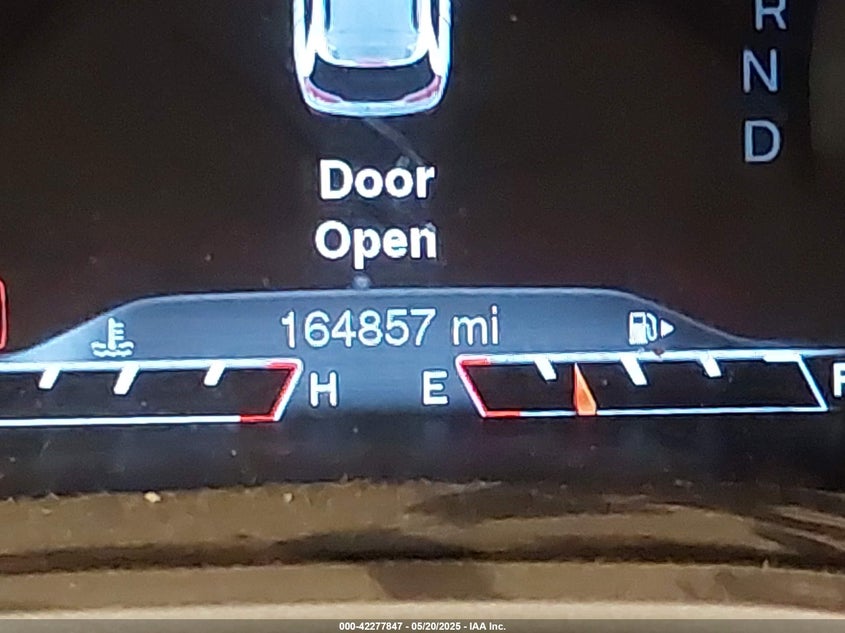 R
N
D
Door
Open
164857 mi
H E F
000-42277847 - 05/20/2025 - IAA Inc.